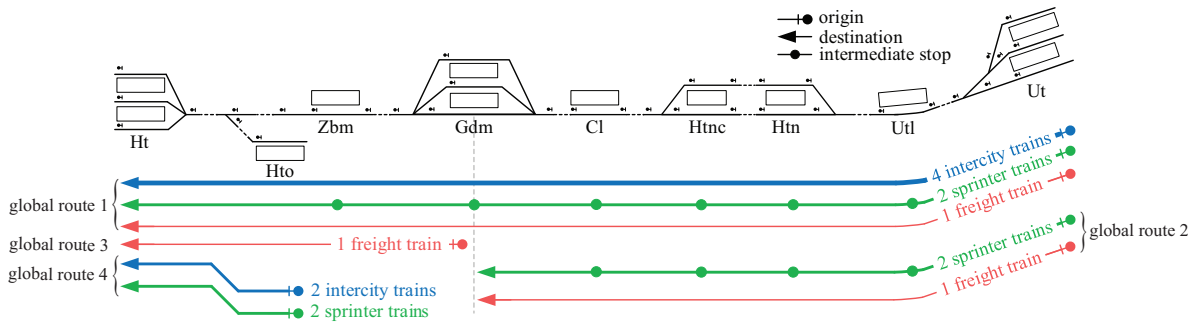 origin
destination
intermediate stop
Ht
Hto
Zbm
Gdm
Cl
Htnc
Htn
Utl
Ut
global route 1
4 intercity trains
2 sprinter trains
1 freight train
global route 3
1 freight train
global route 2
2 sprinter trains
1 freight train
global route 4
2 intercity trains
2 sprinter trains